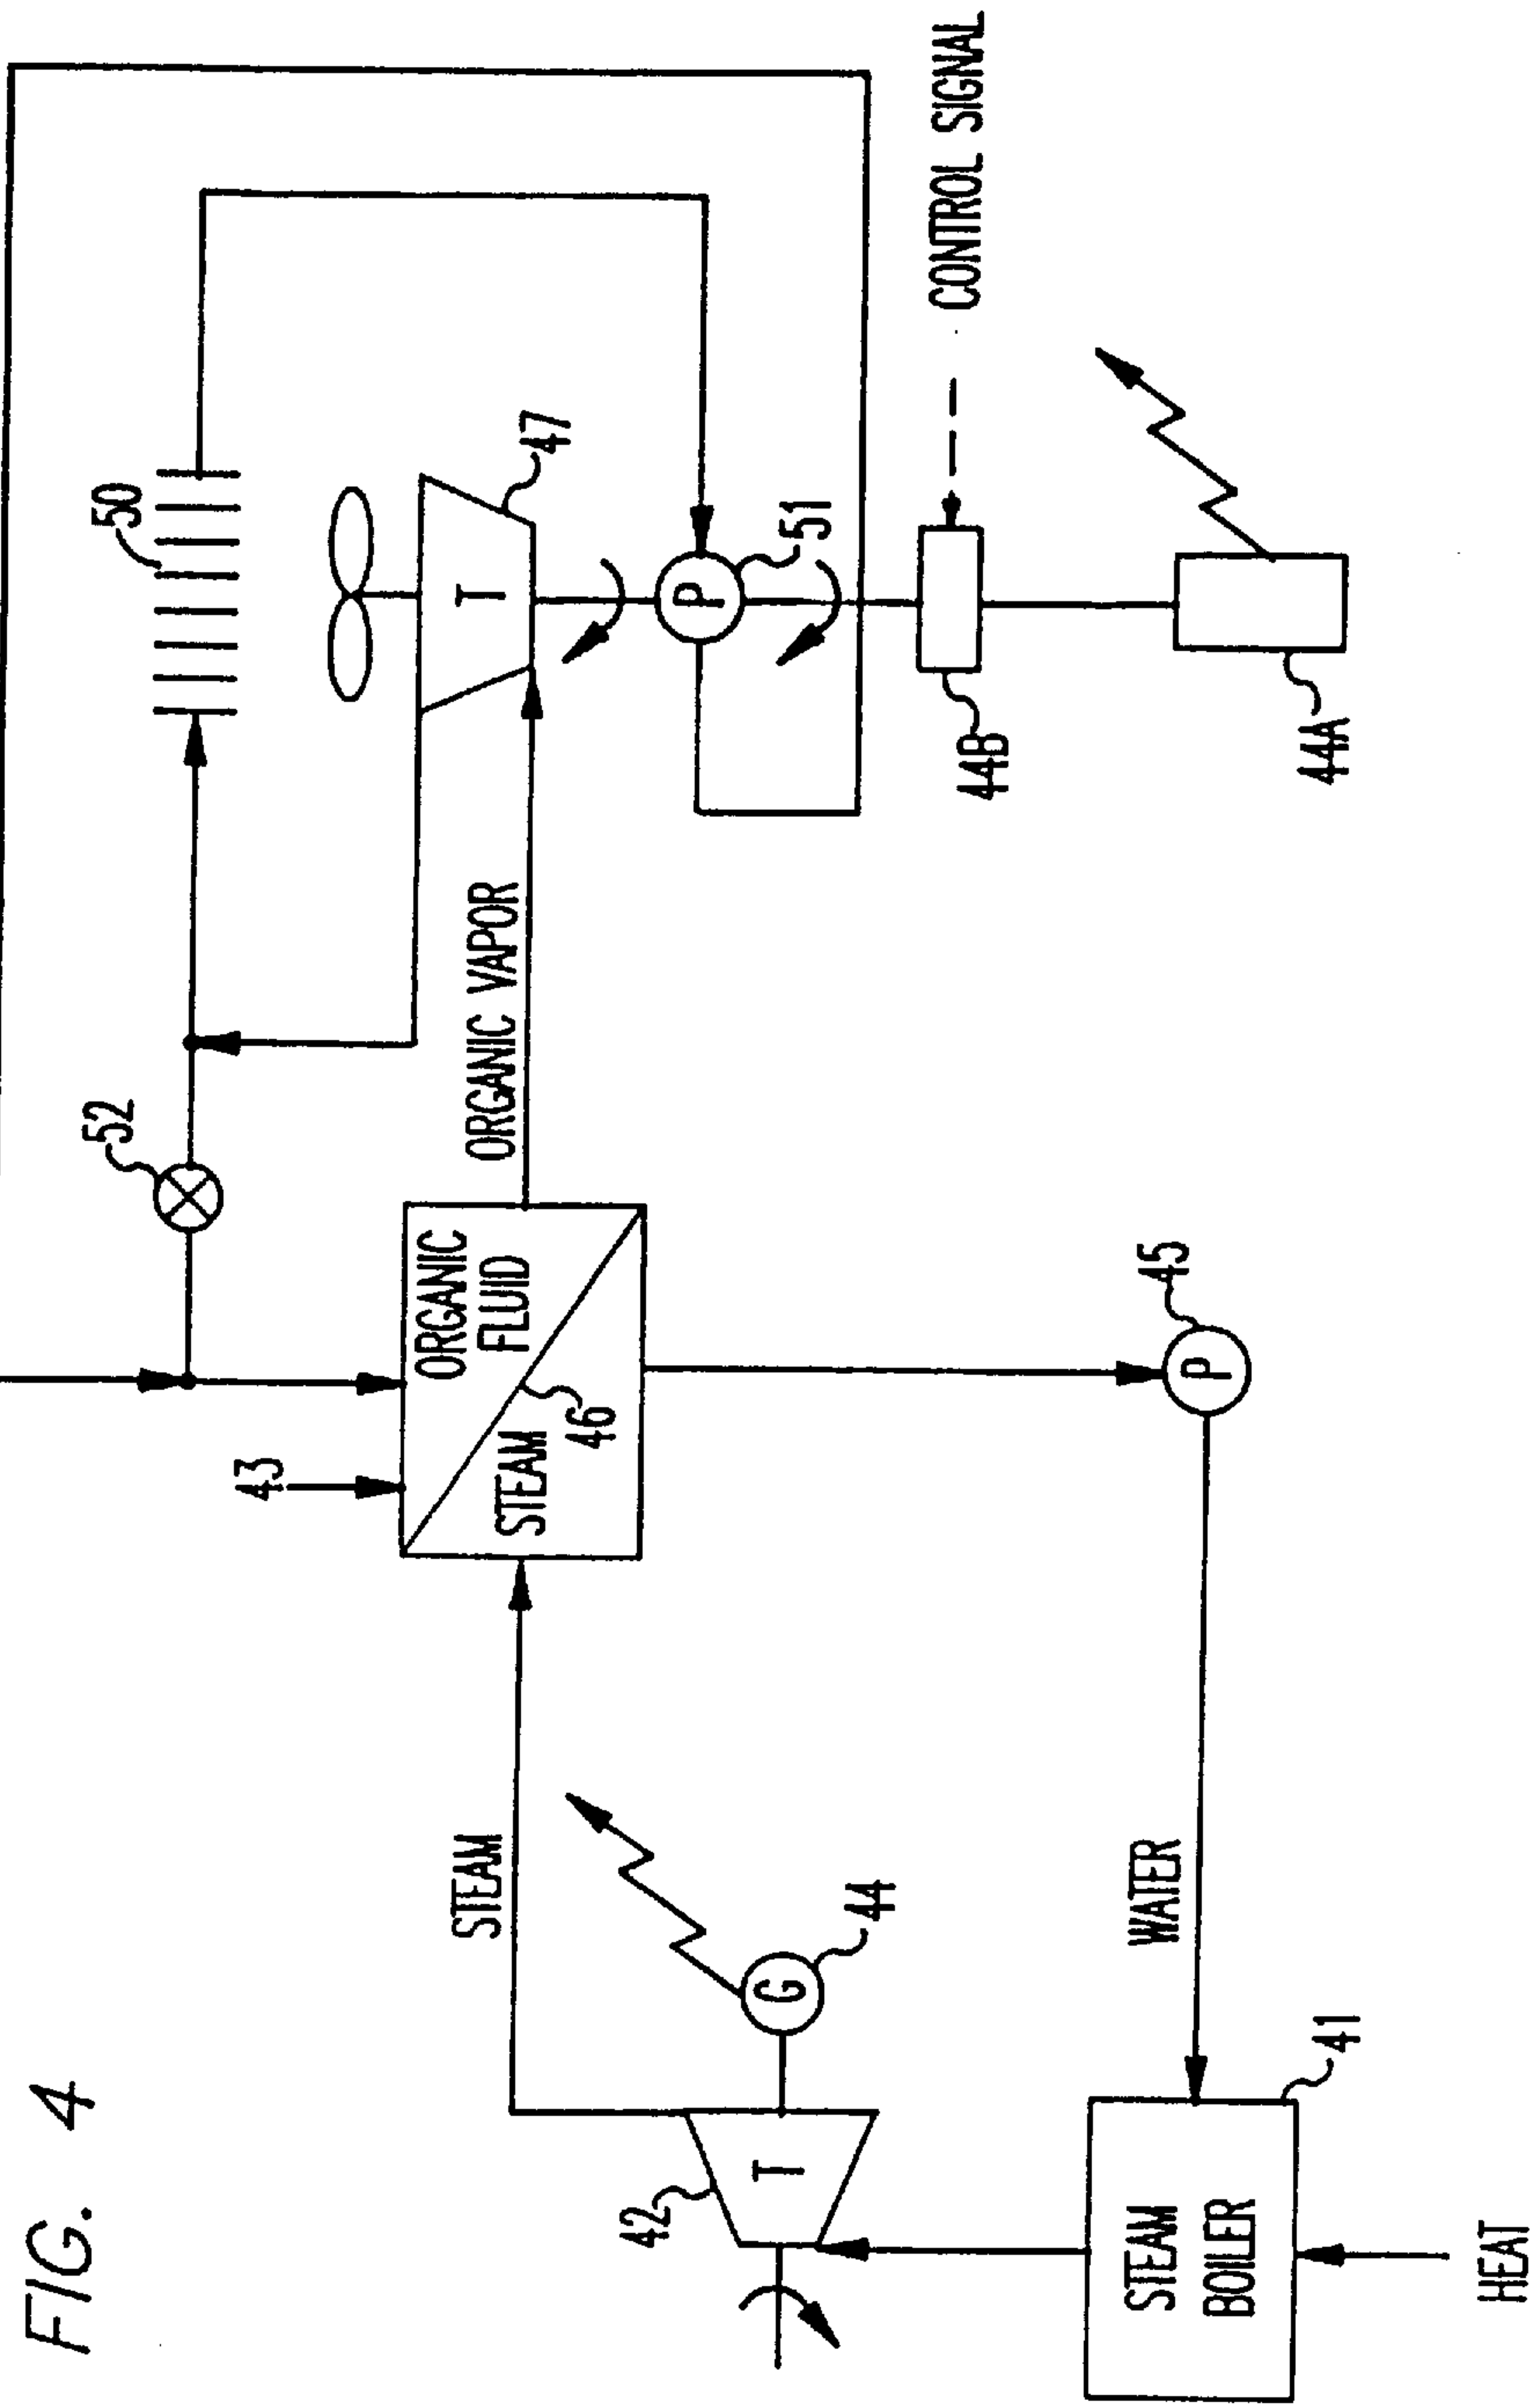 FIG. 4
52
50
43
ORGANIC
FLUID
STEAM
46
ORGANIC VAPOR
T
47
STEAM
42
T
G
44
P
51
CONTROL SIGNAL
44B
STEAM
BOILER
41
WATER
P
45
44A
HEAT